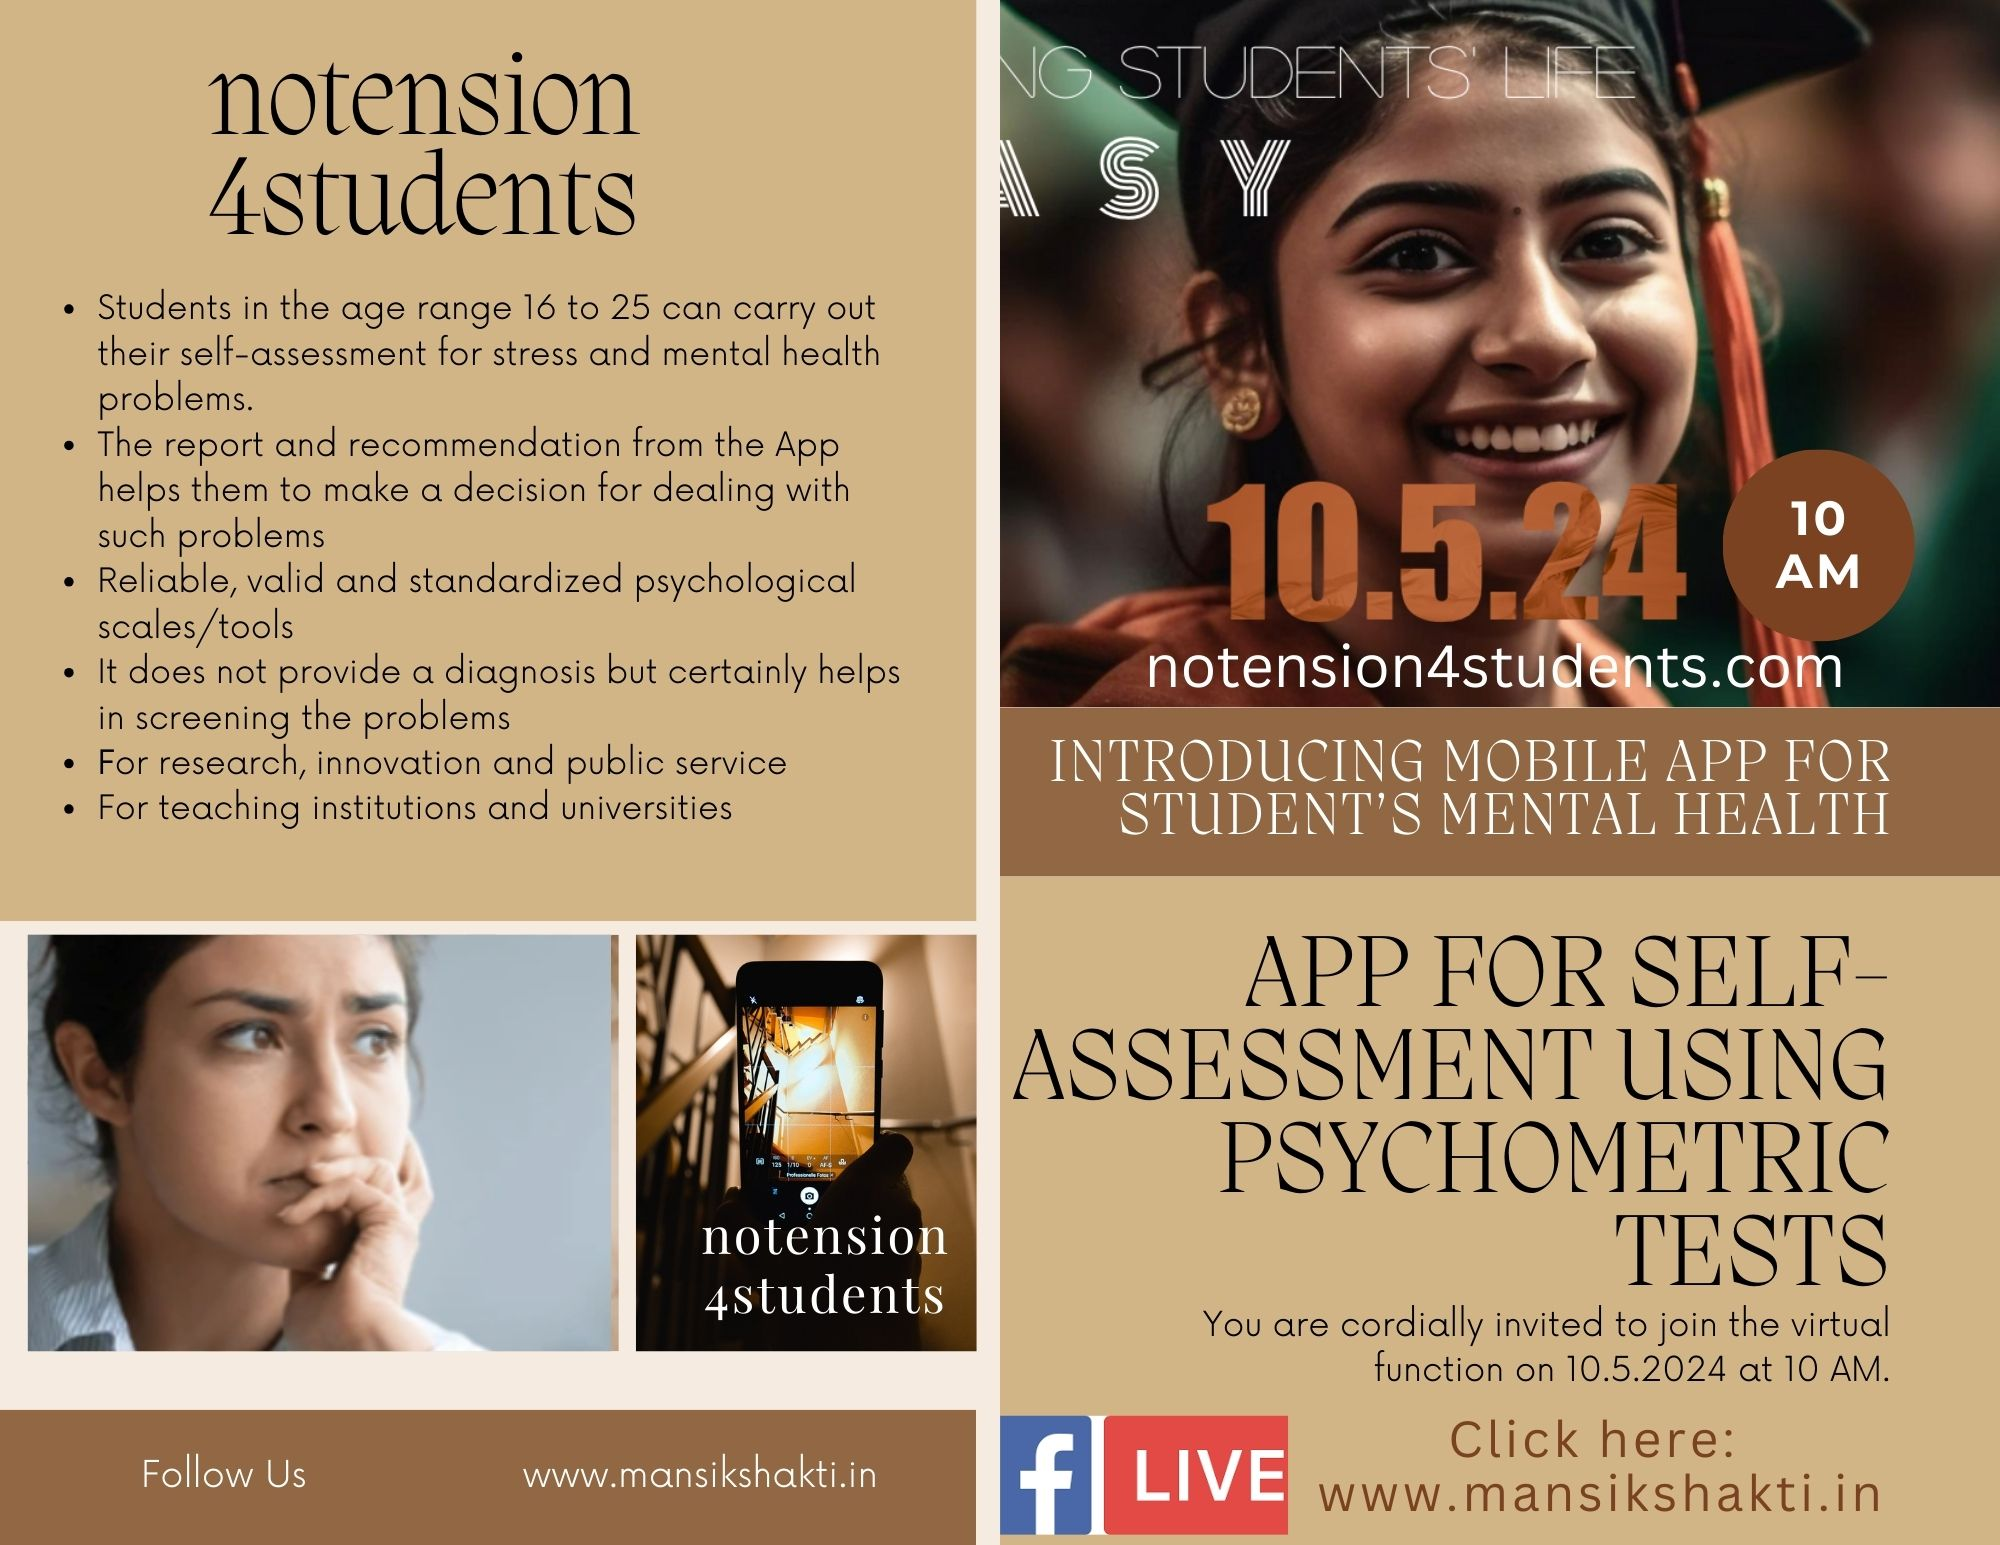 notension
4students
• Students in the age range 16 to 25 can carry out
their self-assessment for stress and mental health
problems.
• The report and recommendation from the App
helps them to make a decision for dealing with
such problems
• Reliable, valid and standardized psychological
scales/tools
• It does not provide a diagnosis but certainly helps
in screening the problems
• For research, innovation and public service
• For teaching institutions and universities
notension
4students
Follow Us
www.mansikshakti.in
NG STUDENTS' LIFE
ASY
10.5.24
10
AM
notension4students.com
INTRODUCING MOBILE APP FOR
STUDENT'S MENTAL HEALTH
APP FOR SELF-
ASSESSMENT USING
PSYCHOMETRIC
TESTS
You are cordially invited to join the virtual
function on 10.5.2024 at 10 AM.
f LIVE
Click here:
www.mansikshakti.in